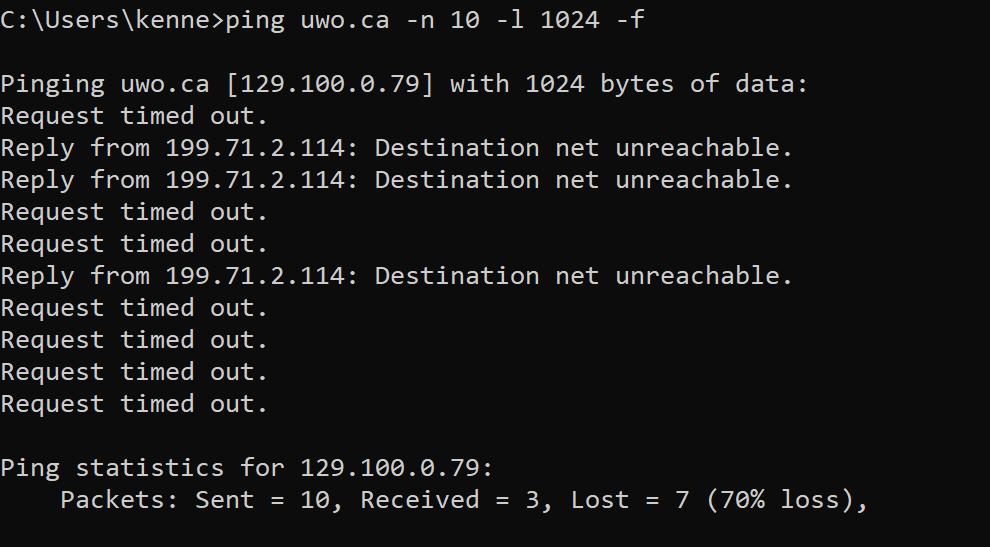 C:\Users\kenne>ping uwo.ca -n 10 -l 1024 -f
Pinging uwo.ca [129.100.0.79] with 1024 bytes of data:
Request timed out.
Reply from 199.71.2.114: Destination net unreachable.
Reply from 199.71.2.114: Destination net unreachable.
Request timed out.
Request timed out.
Reply from 199.71.2.114: Destination net unreachable.
Request timed out.
Request timed out.
Request timed out.
Request timed out.
Ping statistics for 129.100.0.79:
    Packets: Sent = 10, Received = 3, Lost = 7 (70% loss),